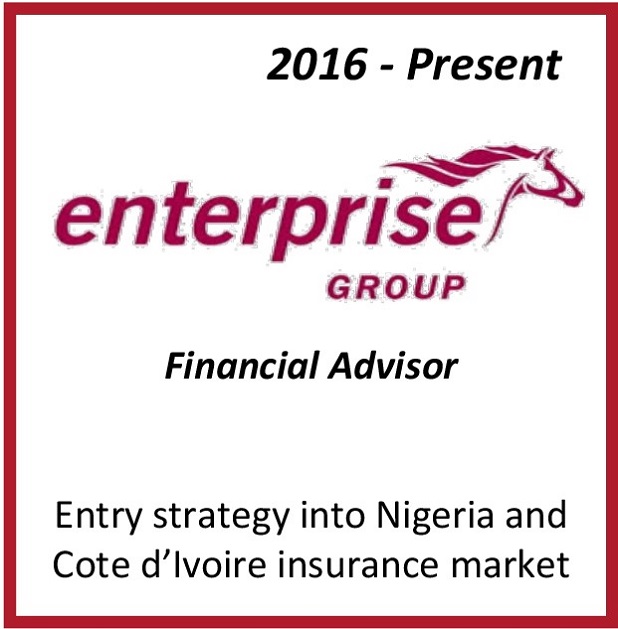 2016 - Present
enterprise
GROUP
Financial Advisor
Entry strategy into Nigeria and
Cote d’Ivoire insurance market